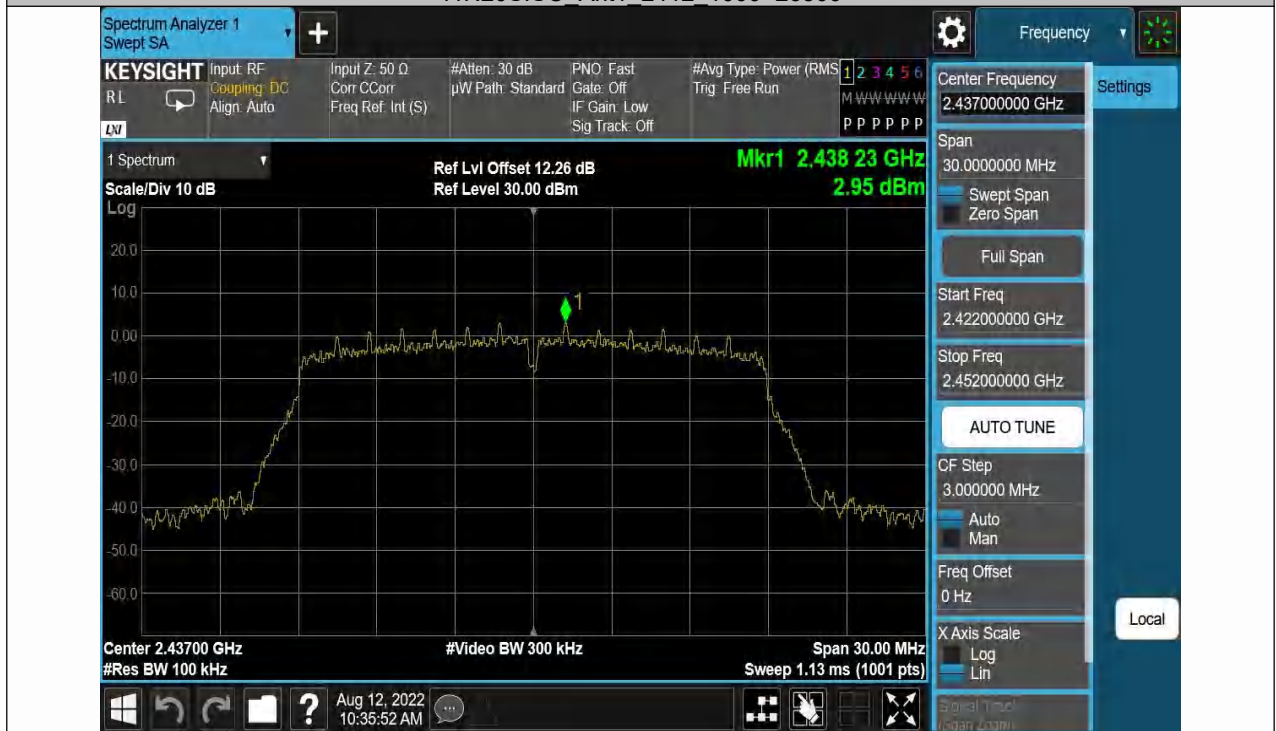 Spectrum Analyzer 1
Swept SA
+
Frequency
KEYSIGHT
RL
LXI
Input: RF
Coupling: DC
Align: Auto
Input Z: 50 Ω
Corr CCorr
Freq Ref: Int (S)
#Atten: 30 dB
µW Path: Standard
PNO: Fast
Gate: Off
IF Gain: Low
Sig Track: Off
#Avg Type: Power (RMS
Trig: Free Run
1 2 3 4 5 6
M W W W W W
P P P P P P
1 Spectrum
Scale/Div 10 dB
Log
Ref Lvl Offset 12.26 dB
Ref Level 30.00 dBm
Mkr1 2.438 23 GHz
2.95 dBm
20.0
10.0
0.00
-10.0
-20.0
-30.0
-40.0
-50.0
-60.0
1
Center 2.43700 GHz
#Res BW 100 kHz
#Video BW 300 kHz
Span 30.00 MHz
Sweep 1.13 ms (1001 pts)
Center Frequency
2.437000000 GHz
Settings
Span
30.0000000 MHz
Swept Span
Zero Span
Full Span
Start Freq
2.422000000 GHz
Stop Freq
2.452000000 GHz
AUTO TUNE
CF Step
3.000000 MHz
Auto
Man
Freq Offset
0 Hz
X Axis Scale
Log
Lin
Signal Track
(Span Zoom)
Local
?
Aug 12, 2022
10:35:52 AM